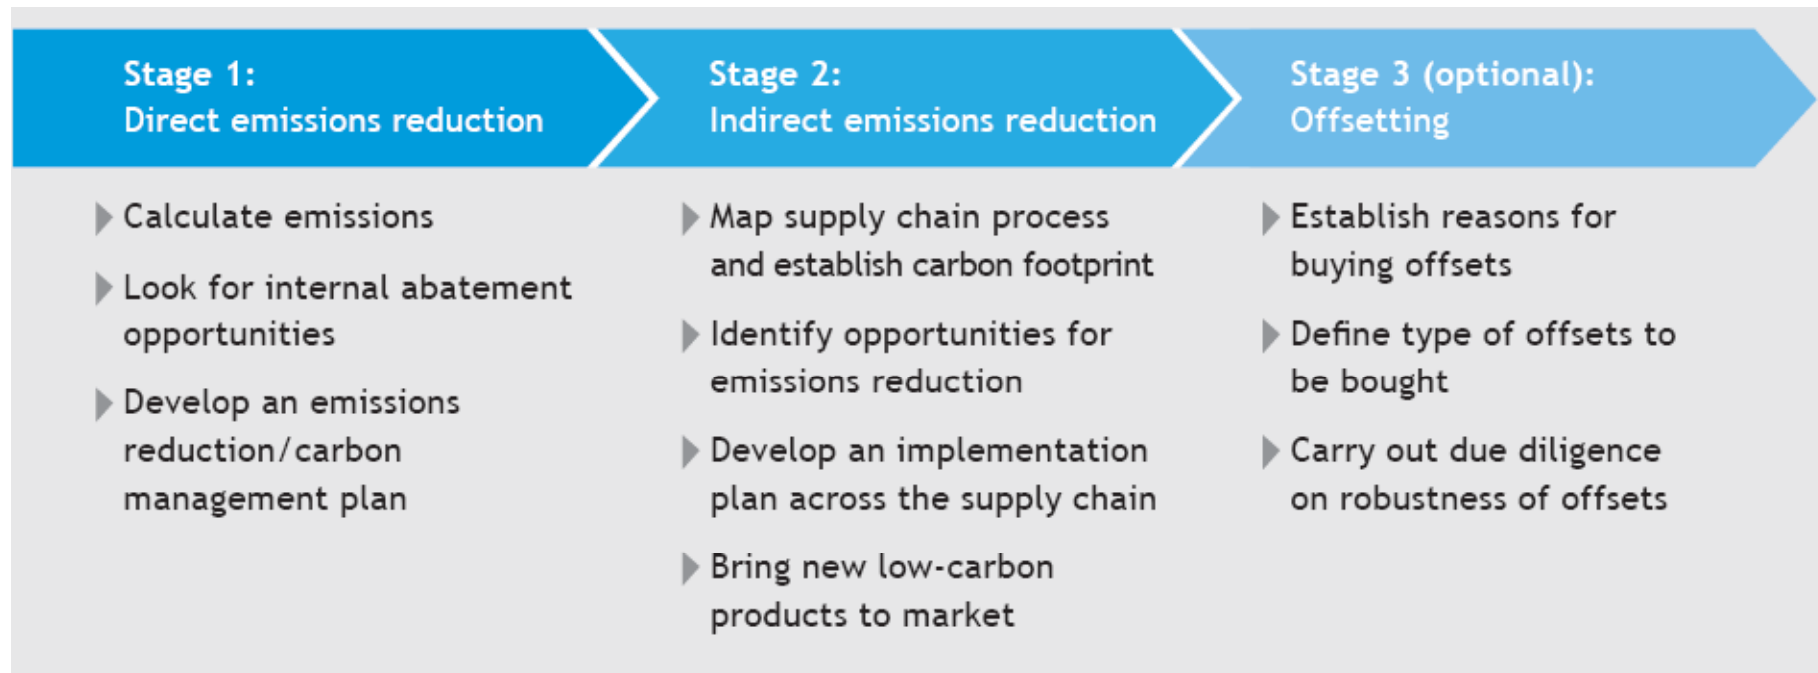 Stage 1:
Direct emissions reduction
Calculate emissions
Look for internal abatement
opportunities
Develop an emissions
reduction/carbon
management plan
Stage 2:
Indirect emissions reduction
Map supply chain process
and establish carbon footprint
Identify opportunities for
emissions reduction
Develop an implementation
plan across the supply chain
Bring new low-carbon
products to market
Stage 3 (optional):
Offsetting
Establish reasons for
buying offsets
Define type of offsets to
be bought
Carry out due diligence
on robustness of offsets